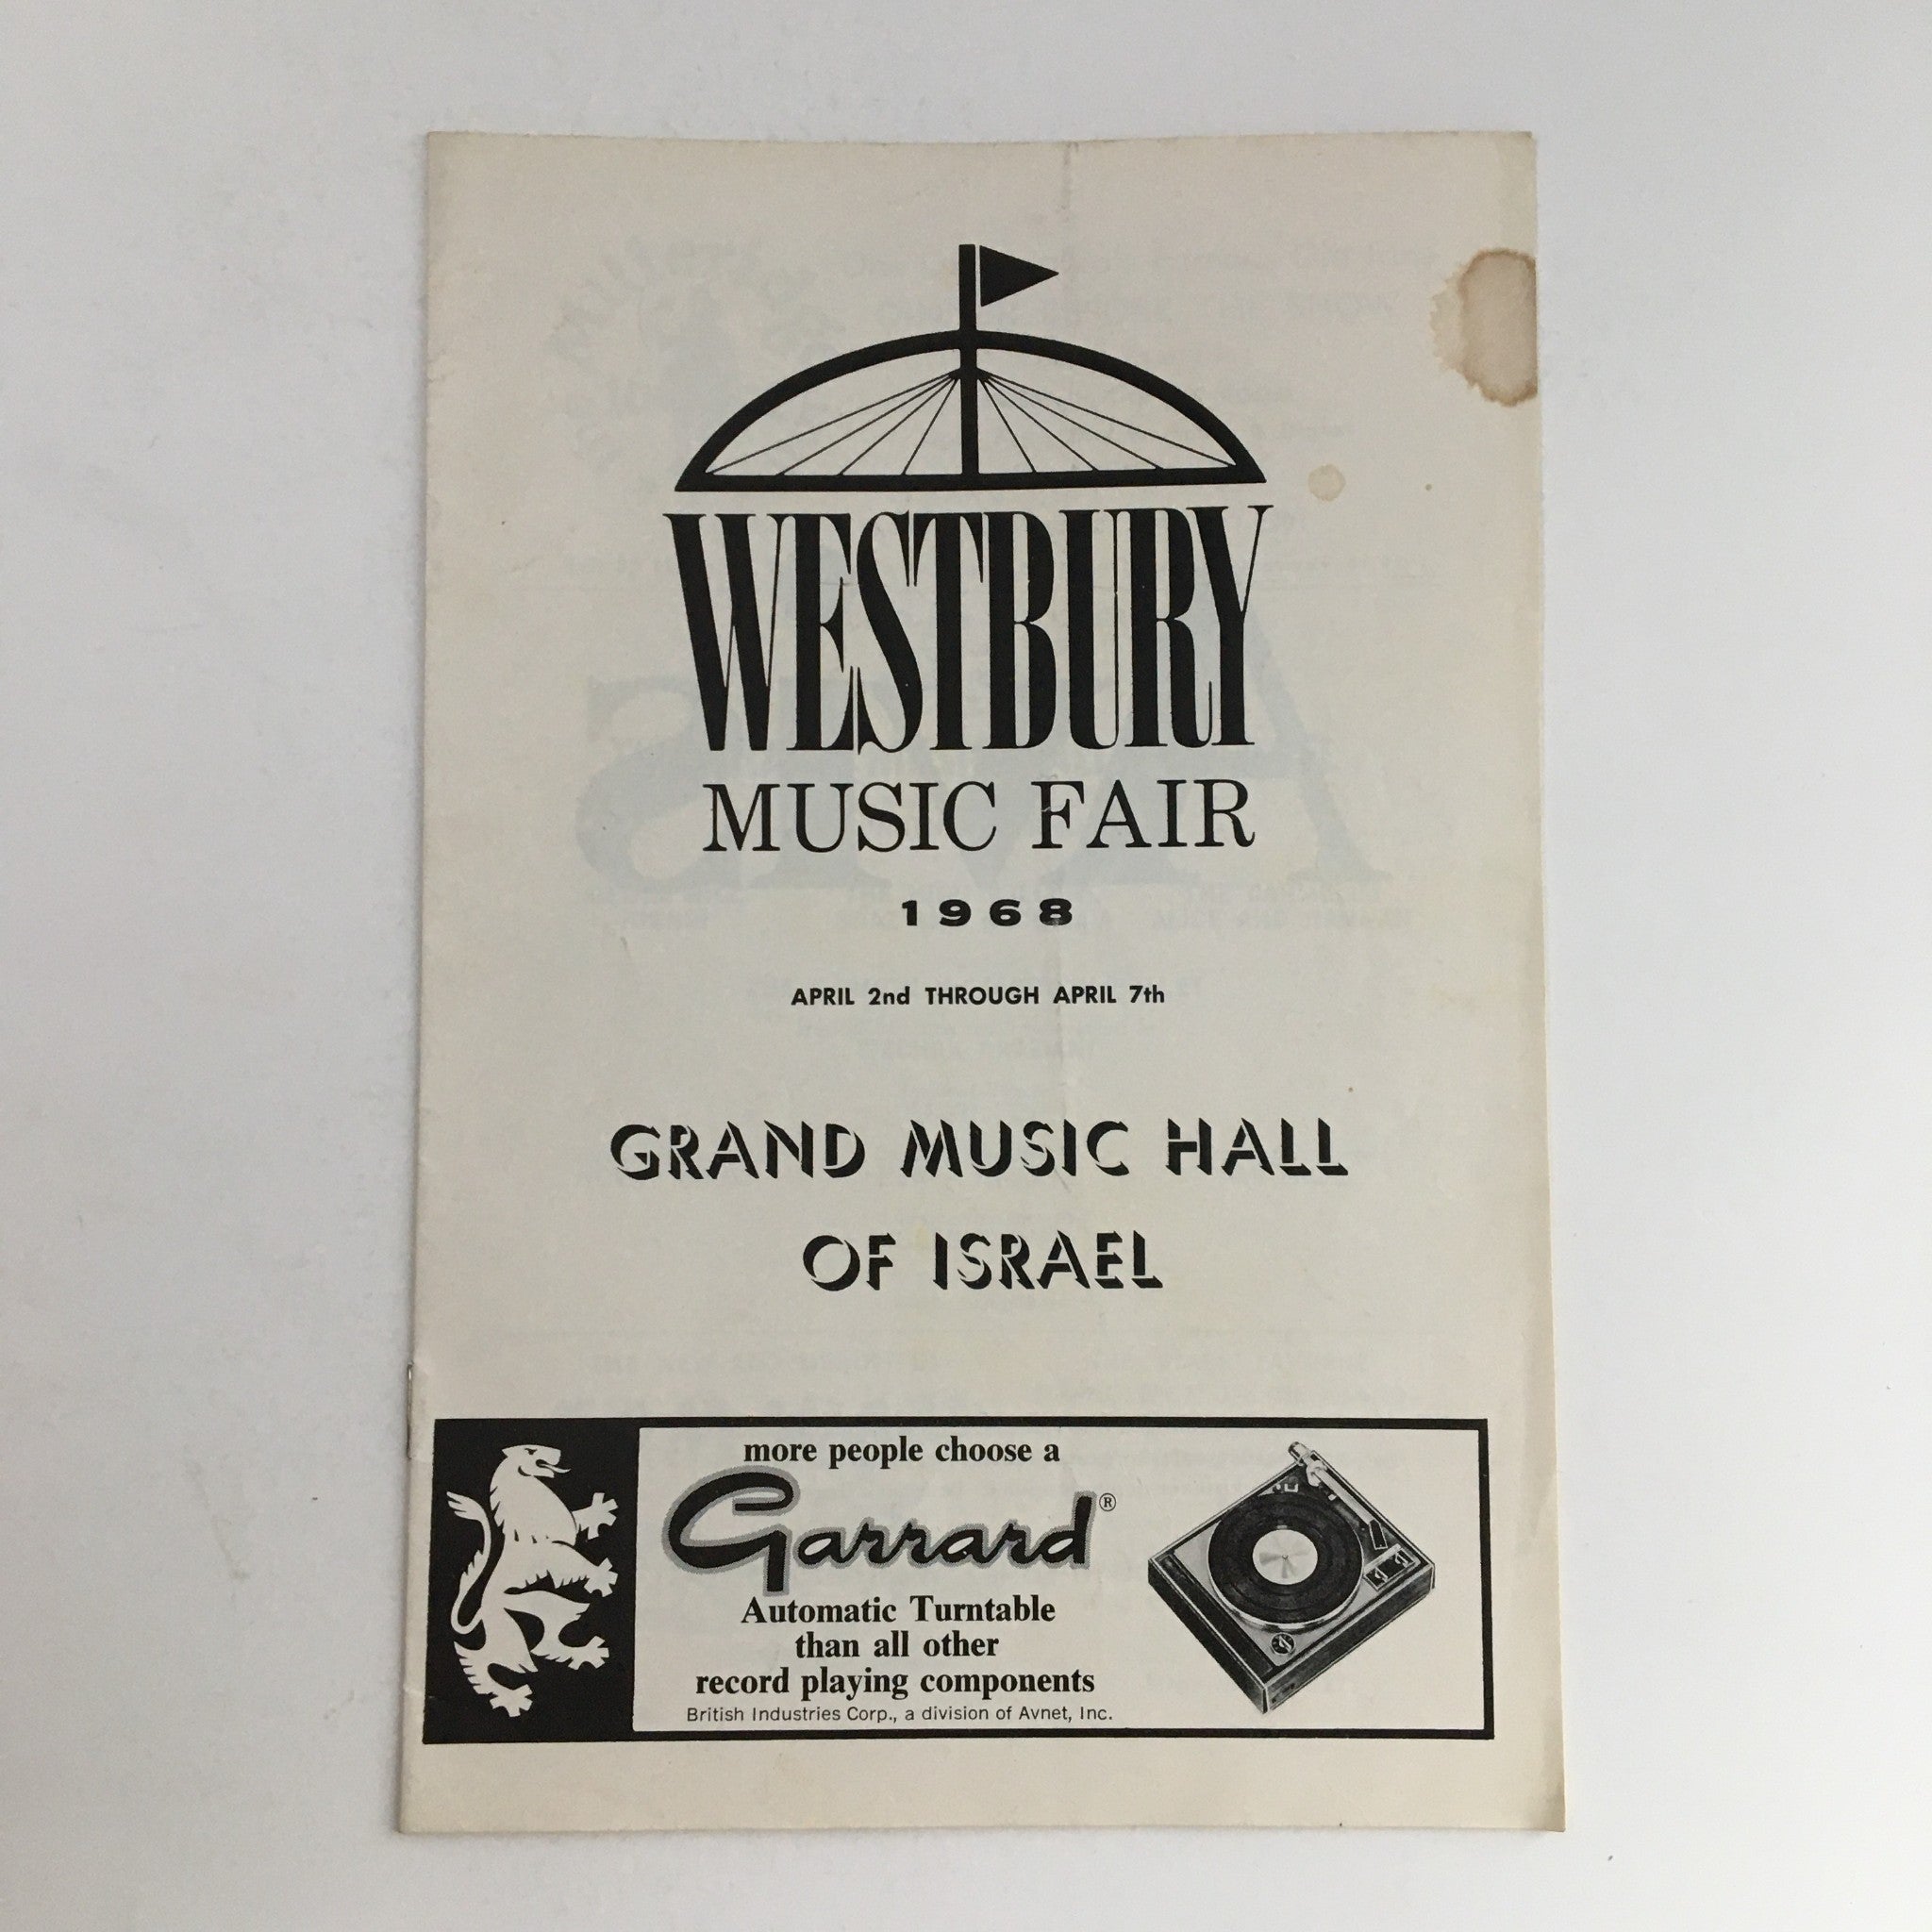 WESTBURY
MUSIC FAIR
1968
APRIL 2nd THROUGH APRIL 7th
GRAND MUSIC HALL
OF ISRAEL
more people choose a
Garrard®
Automatic Turntable
than all other
record playing components
British Industries Corp., a division of Avnet, Inc.